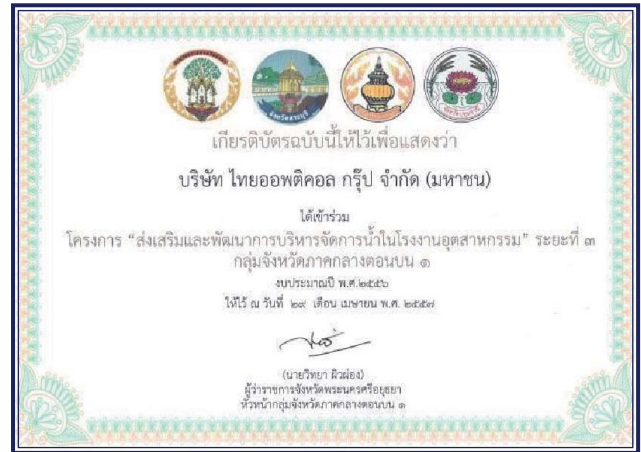 เกียรติบัตรฉบับนี้ให้ไว้เพื่อแสดงว่า
บริษัท ไทยออพติคอล กรุ๊ป จำกัด (มหาชน)
ได้เข้าร่วม
โครงการ "ส่งเสริมและพัฒนาการบริหารจัดการน้ำในโรงงานอุตสาหกรรม" ระยะที่ ๓
กลุ่มจังหวัดภาคกลางตอนบน ๑
งบประมาณปี พ.ศ.๒๕๕๖
ให้ไว้ ณ วันที่ ๒๙ เดือน เมษายน พ.ศ. ๒๕๕๗
(นายวิทยา ผิวผ่อง)
ผู้ว่าราชการจังหวัดพระนครศรีอยุธยา
หัวหน้ากลุ่มจังหวัดภาคกลางตอนบน ๑